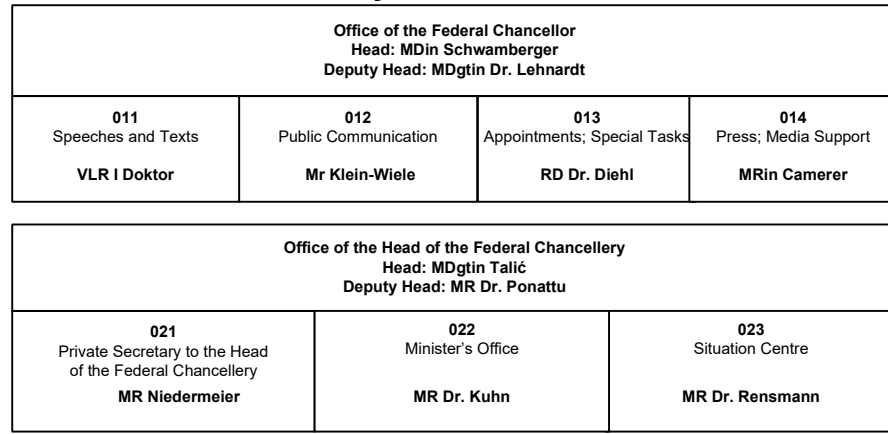 Office of the Federal Chancellor
Head: MDin Schwamberger
Deputy Head: MDgtin Dr. Lehnardt
011
Speeches and Texts
VLR I Doktor
012
Public Communication
Mr Klein-Wiele
013
Appointments; Special Tasks
RD Dr. Diehl
014
Press; Media Support
MRin Camerer
Office of the Head of the Federal Chancellery
Head: MDgtin Talić
Deputy Head: MR Dr. Ponattu
021
Private Secretary to the Head
of the Federal Chancellery
MR Niedermeier
022
Minister’s Office
MR Dr. Kuhn
023
Situation Centre
MR Dr. Rensmann